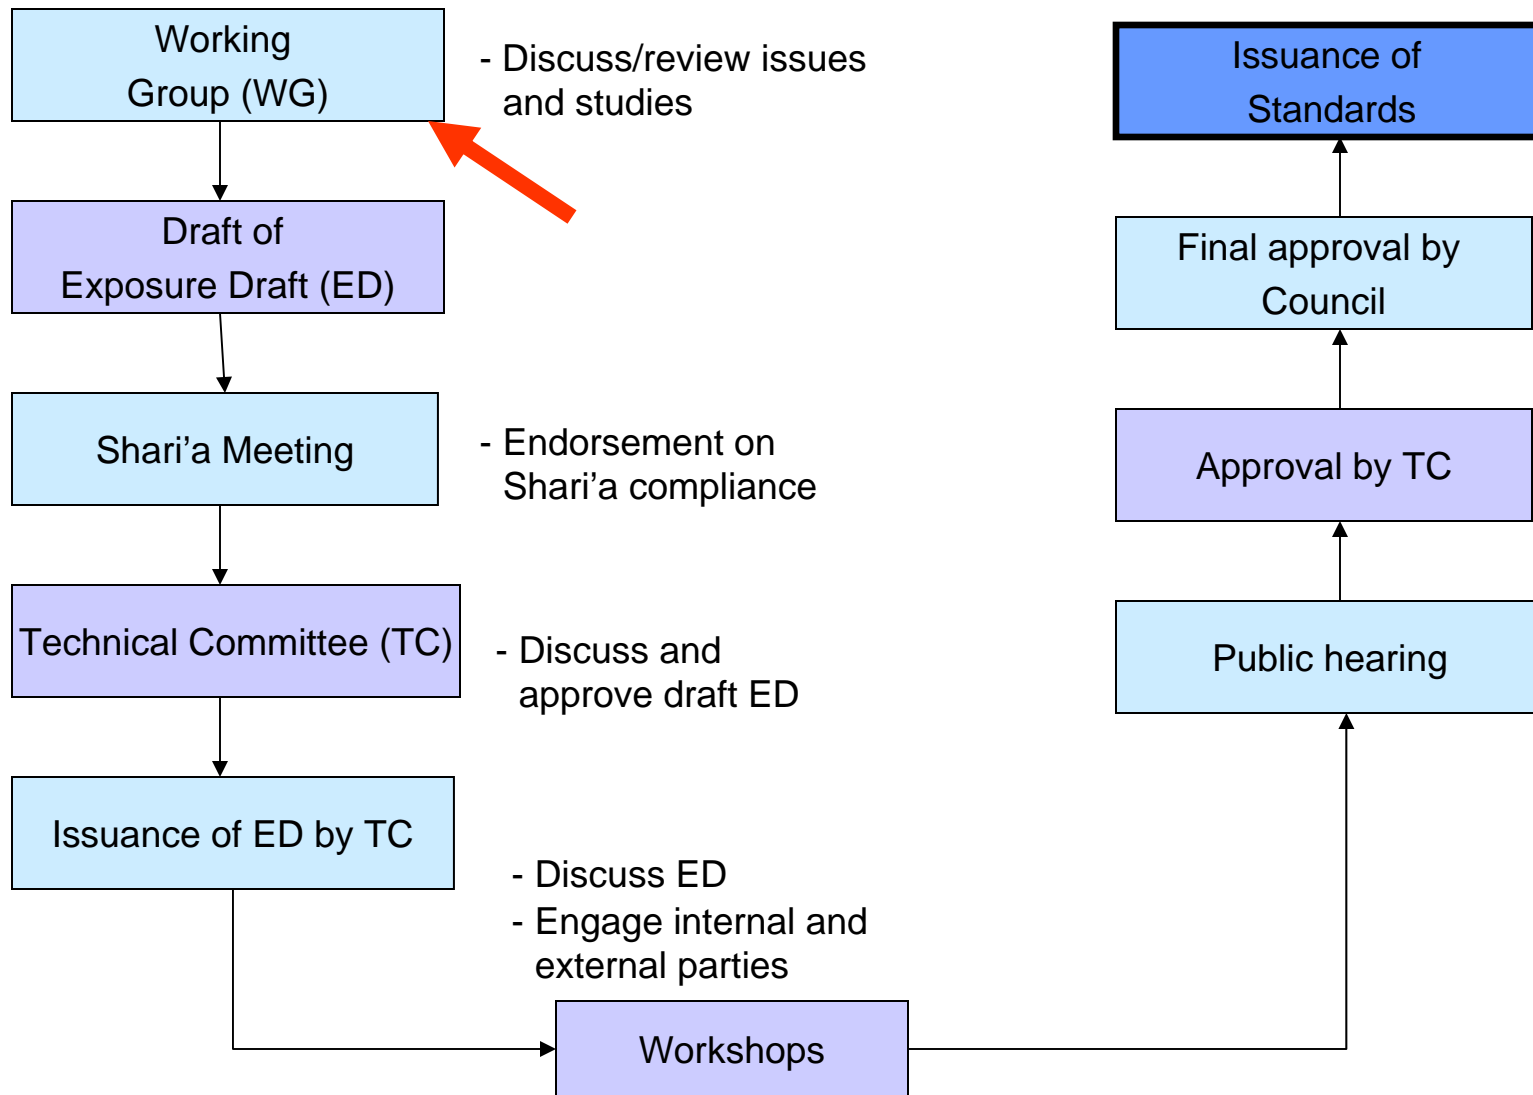 Working
Group (WG)
- Discuss/review issues
and studies
Draft of
Exposure Draft (ED)
Shari’a Meeting
- Endorsement on
Shari’a compliance
Technical Committee (TC)
- Discuss and
approve draft ED
Issuance of ED by TC
- Discuss ED
- Engage internal and
external parties
Workshops
Public hearing
Approval by TC
Final approval by
Council
Issuance of
Standards